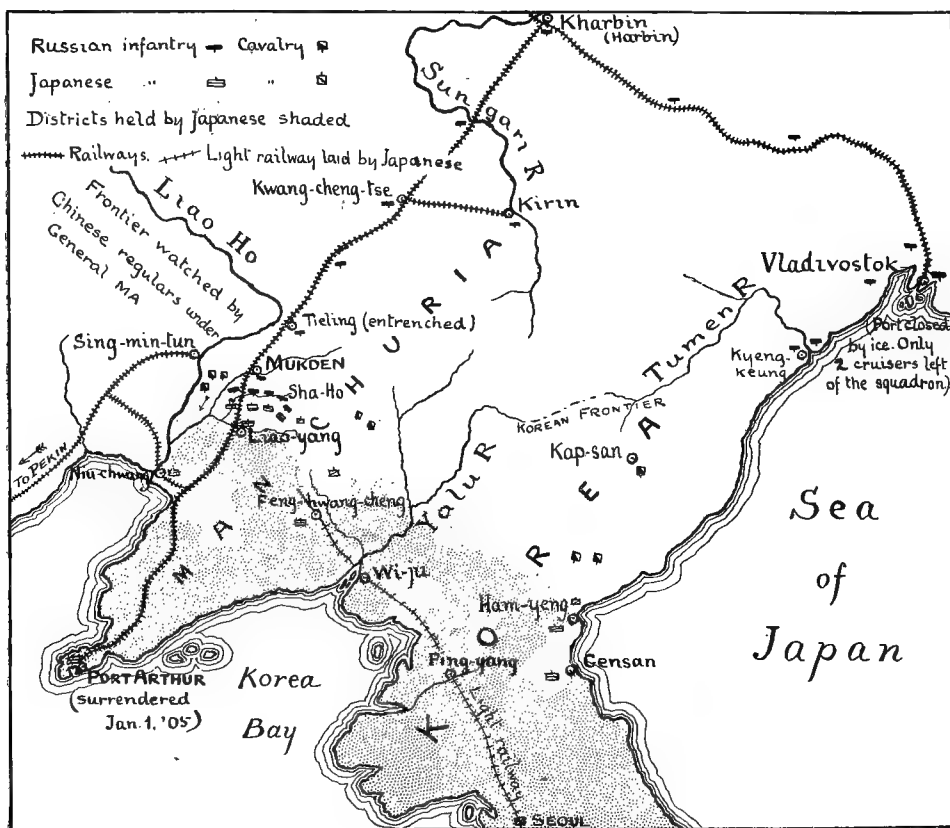 Kharbin
(Harbin)
Russian infantry Cavalry
Japanese " "
Districts held by Japanese shaded
Railways. Light railway laid by Japanese
Sungari R
Liao Ho
Frontier watched by
Chinese regulars under
General MA
Kwang-cheng-tse
Kirin
Vladivostok
(Port closed
by ice. Only
2 cruisers left
of the squadron)
Tieling (entrenched)
Sing-min-tun
MUKDEN
Sha-Ho
Liao-yang
TO PEKIN
Niu-chwang
MANCHURIA
Feng-hwang-cheng
Yalu R
Tumen R
Kyeng-
keung
KOREAN FRONTIER
Kap-san
KOREA
Wi-ju
Ham-yeng
Gensan
Ping-yang
Light railway
SEOUL
PORT ARTHUR
(surrendered
Jan. 1. '05)
Korea
Bay
Sea
of
Japan